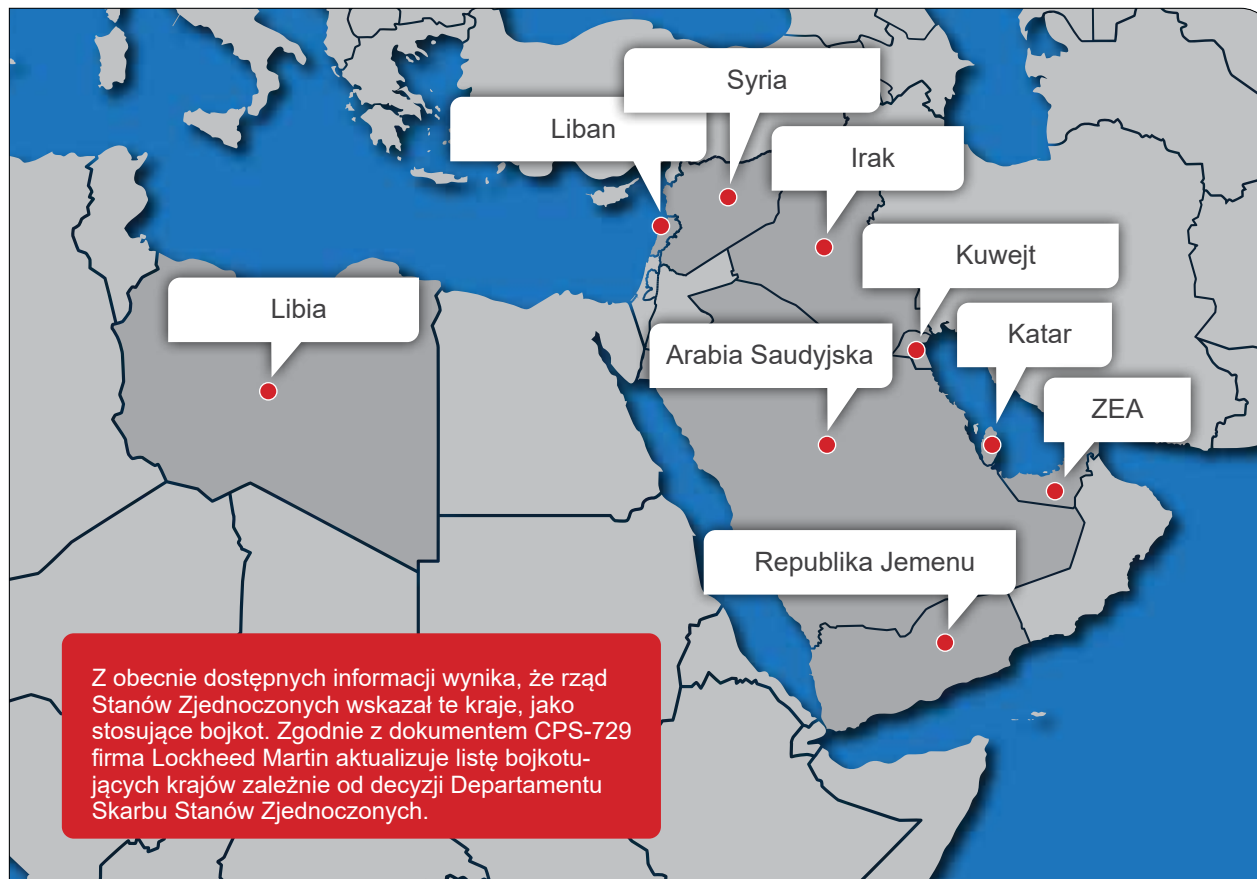 Syria
Liban
Irak
Kuwejt
Libia
Katar
Arabia Saudyjska
ZEA
Republika Jemenu
Z obecnie dostępnych informacji wynika, że rząd
Stanów Zjednoczonych wskazał te kraje, jako
stosujące bojkot. Zgodnie z dokumentem CPS-729
firma Lockheed Martin aktualizuje listę bojkotu-
jących krajów zależnie od decyzji Departamentu
Skarbu Stanów Zjednoczonych.